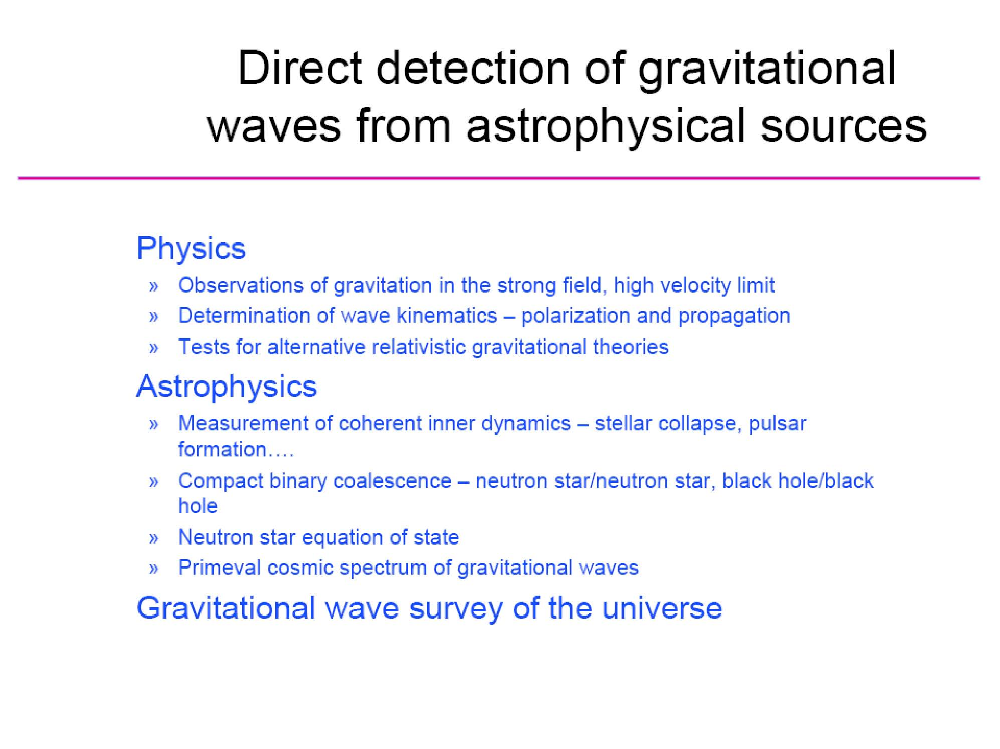 Direct detection of gravitational
waves from astrophysical sources
Physics
» Observations of gravitation in the strong field, high velocity limit
» Determination of wave kinematics – polarization and propagation
» Tests for alternative relativistic gravitational theories
Astrophysics
» Measurement of coherent inner dynamics – stellar collapse, pulsar
formation….
» Compact binary coalescence – neutron star/neutron star, black hole/black
hole
» Neutron star equation of state
» Primeval cosmic spectrum of gravitational waves
Gravitational wave survey of the universe